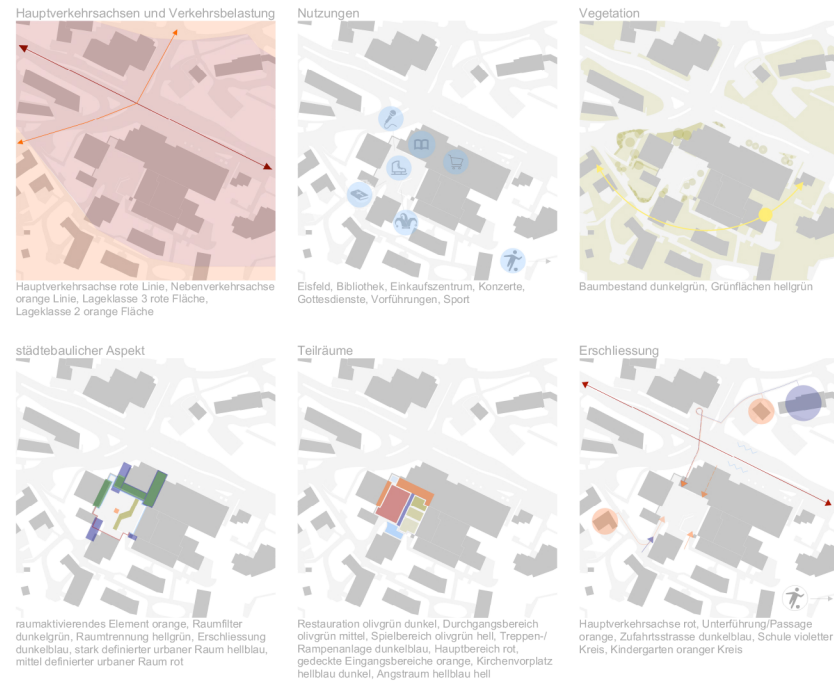 Hauptverkehrsachsen und Verkehrsbelastung
Hauptverkehrsachse rote Linie, Nebenverkehrsachse
orange Linie, Lageklasse 3 rote Fläche,
Lageklasse 2 orange Fläche
Nutzungen
Eisfeld, Bibliothek, Einkaufszentrum, Konzerte,
Gottesdienste, Vorführungen, Sport
Vegetation
Baumbestand dunkelgrün, Grünflächen hellgrün
städtebaulicher Aspekt
raumaktivierendes Element orange, Raumfilter
dunkelgrün, Raumtrennung hellgrün, Erschliessung
dunkelblau, stark definierter urbaner Raum hellblau,
mittel definierter urbaner Raum rot
Teilräume
Restauration olivgrün dunkel, Durchgangsbereich
olivgrün mittel, Spielbereich olivgrün hell, Treppen-/
Rampenanlage dunkelblau, Hauptbereich rot,
gedeckte Eingangsbereiche orange, Kirchenvorplatz
hellblau dunkel, Angstraum hellblau hell
Erschliessung
Hauptverkehrsachse rot, Unterführung/Passage
orange, Zufahrtsstrasse dunkelblau, Schule violetter
Kreis, Kindergarten oranger Kreis